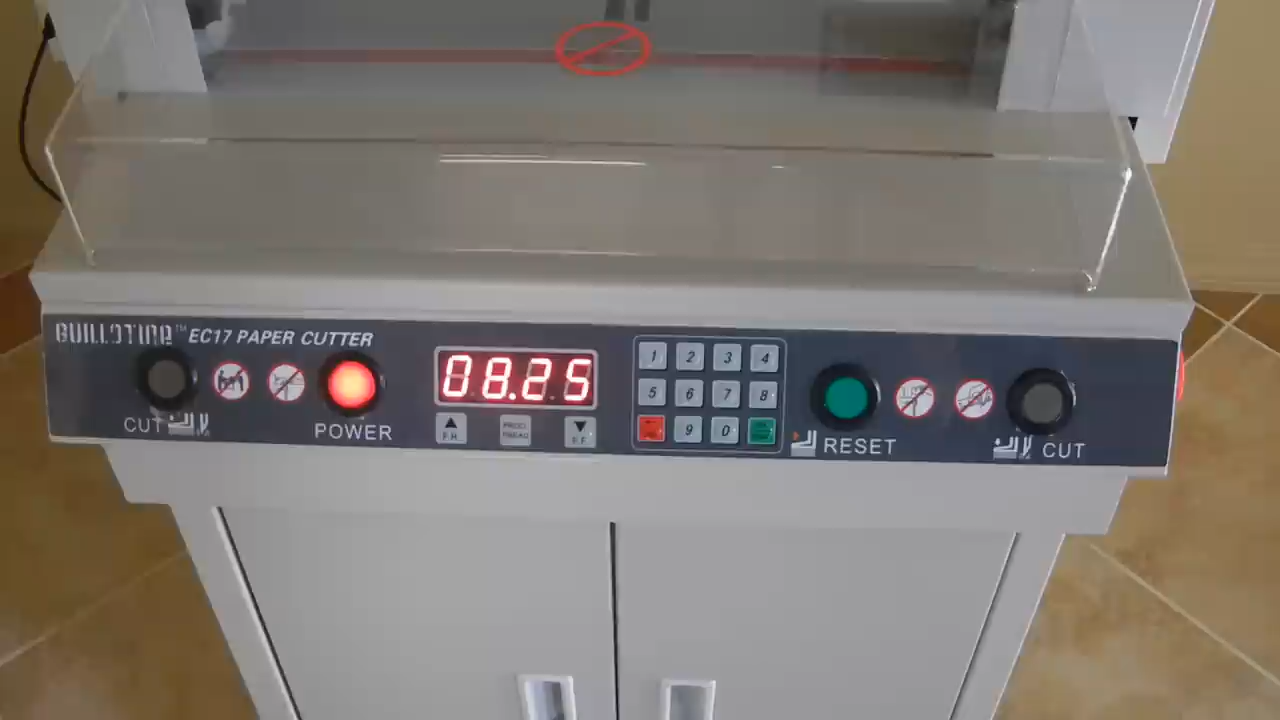 GUILLOTINE™ EC17 PAPER CUTTER
CUT
POWER
08.25
F.R.
PROG
F.F.
1 2 3 4
5 6 7 8
9 0
RESET
CUT